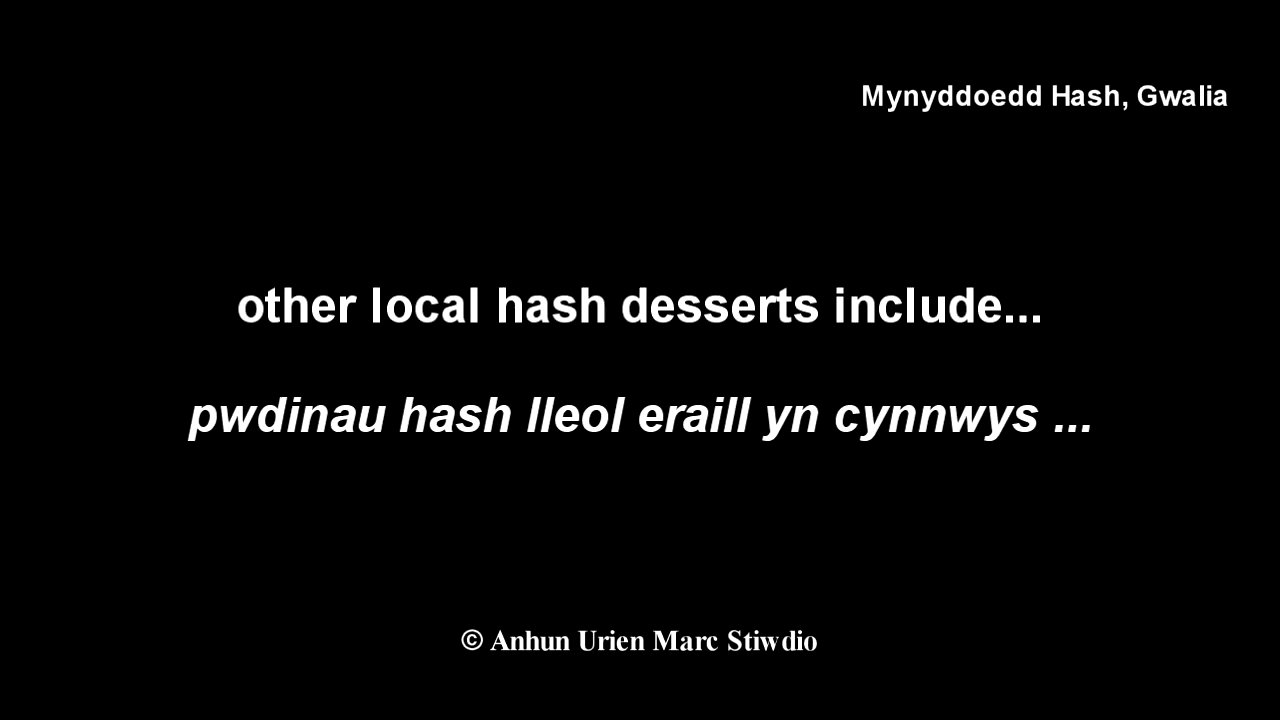 Mynyddoedd Hash, Gwalia
other local hash desserts include...
pwdinau hash lleol eraill yn cynnwys ...
© Anhun Urien Marc Stiwdio